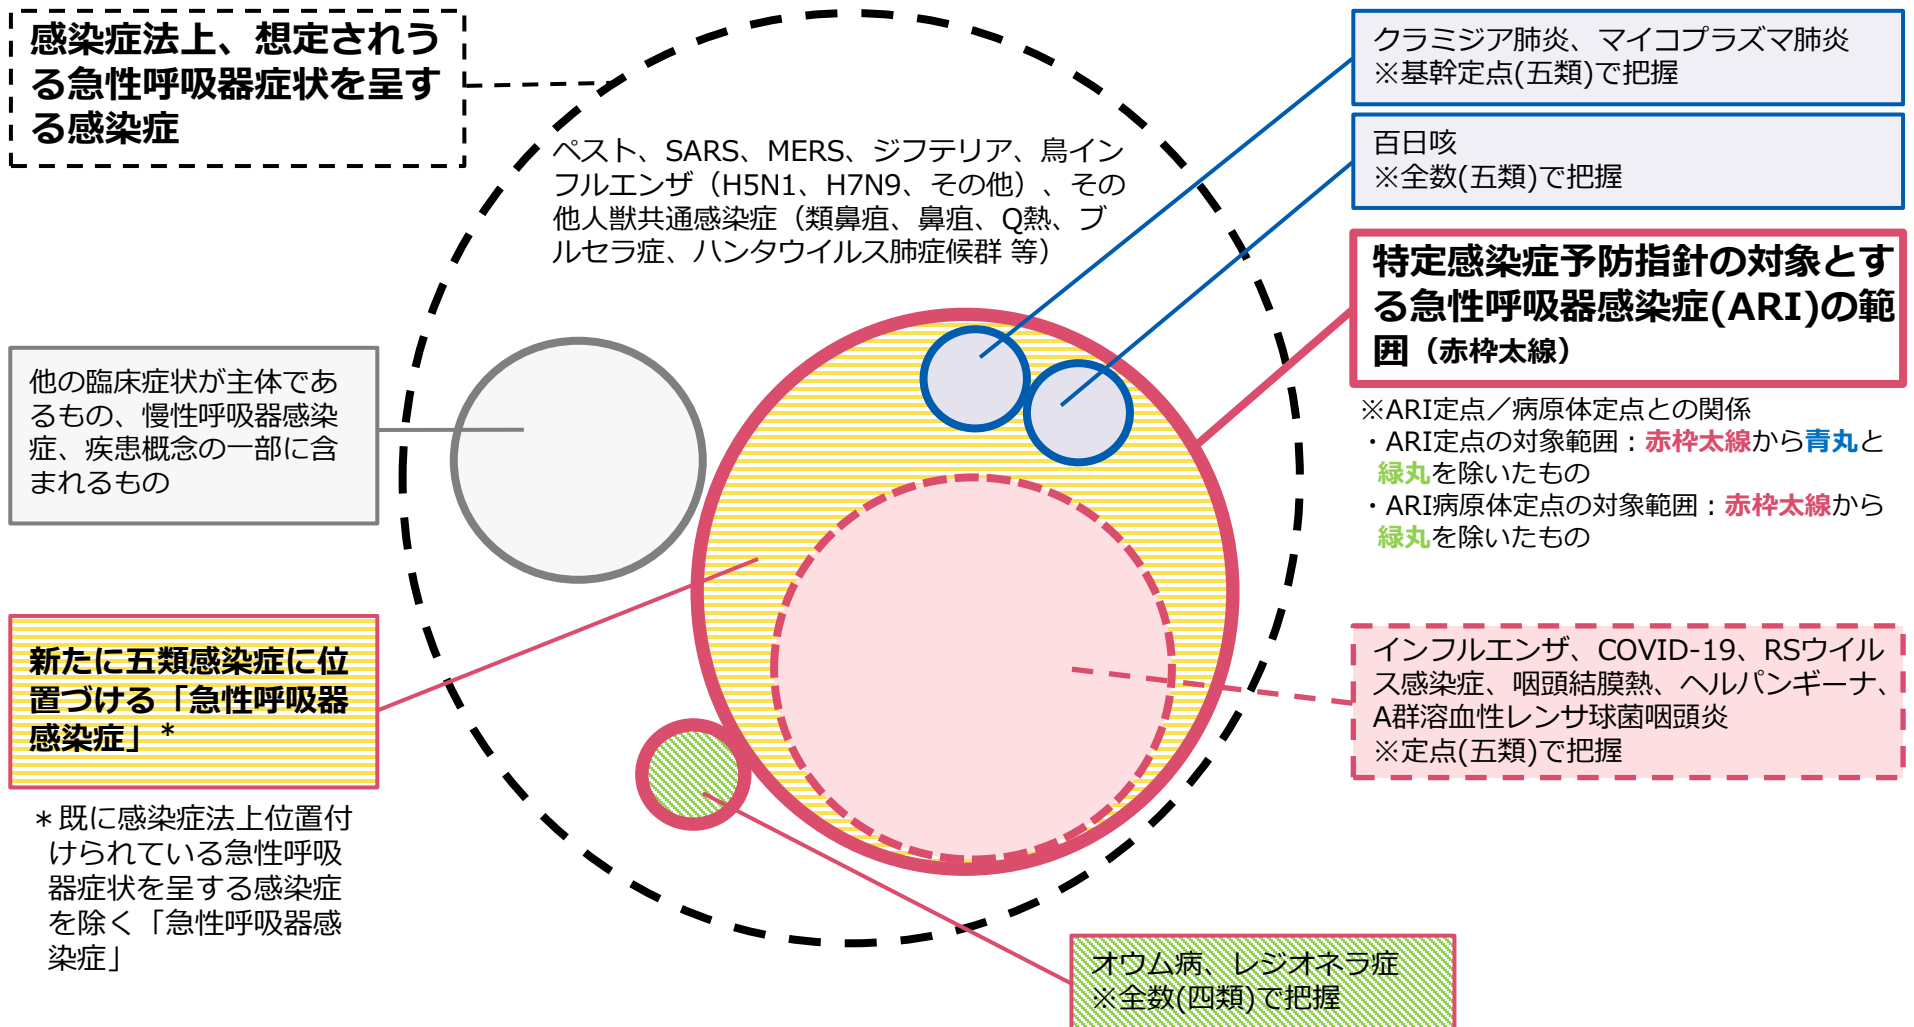 感染症法上、想定されう
る急性呼吸器症状を呈す
る感染症
ペスト、SARS、MERS、ジフテリア、鳥イン
フルエンザ（H5N1、H7N9、その他）、その
他人獣共通感染症（類鼻疽、鼻疽、Q熱、ブ
ルセラ症、ハンタウイルス肺症候群 等）
クラミジア肺炎、マイコプラズマ肺炎
※基幹定点(五類)で把握
百日咳
※全数(五類)で把握
特定感染症予防指針の対象とす
る急性呼吸器感染症(ARI)の範
囲（赤枠太線）
※ARI定点／病原体定点との関係
・ARI定点の対象範囲：赤枠太線から青丸と
緑丸を除いたもの
・ARI病原体定点の対象範囲：赤枠太線から
緑丸を除いたもの
他の臨床症状が主体であ
るもの、慢性呼吸器感染
症、疾患概念の一部に含
まれるもの
新たに五類感染症に位
置づける「急性呼吸器
感染症」*
＊既に感染症法上位置付
けられている急性呼吸
器症状を呈する感染症
を除く「急性呼吸器感
染症」
インフルエンザ、COVID-19、RSウイル
ス感染症、咽頭結膜熱、ヘルパンギーナ、
A群溶血性レンサ球菌咽頭炎
※定点(五類)で把握
オウム病、レジオネラ症
※全数(四類)で把握